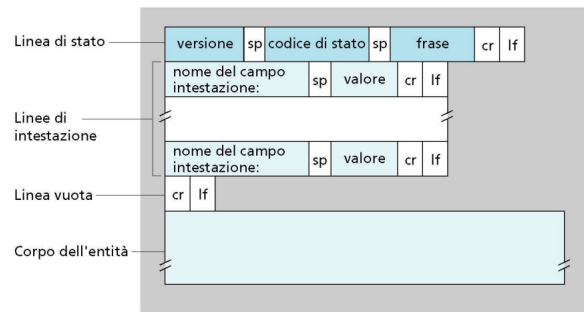 Linea di stato
versione sp codice di stato sp frase cr lf
nome del campo intestazione: sp valore cr lf
Linee di intestazione
nome del campo intestazione: sp valore cr lf
Linea vuota
cr lf
Corpo dell'entità